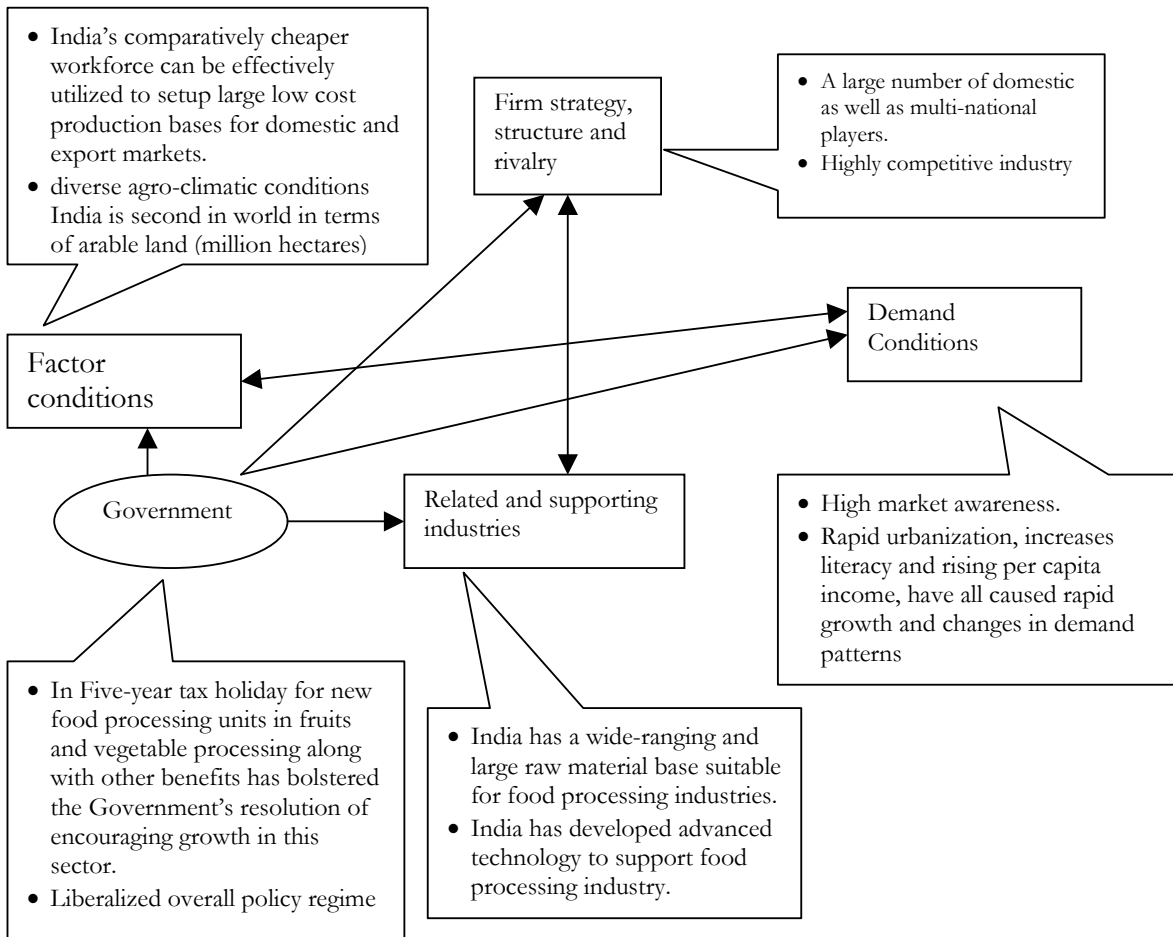 • India's comparatively cheaper
workforce can be effectively
utilized to setup large low cost
production bases for domestic and
export markets.
• diverse agro-climatic conditions
India is second in world in terms
of arable land (million hectares)
Firm strategy,
structure and
rivalry
• A large number of domestic
as well as multi-national
players.
• Highly competitive industry
Factor
conditions
Demand
Conditions
Government
Related and supporting
industries
• High market awareness.
• Rapid urbanization, increases
literacy and rising per capita
income, have all caused rapid
growth and changes in demand
patterns
• In Five-year tax holiday for new
food processing units in fruits
and vegetable processing along
with other benefits has bolstered
the Government's resolution of
encouraging growth in this
sector.
• Liberalized overall policy regime
• India has a wide-ranging and
large raw material base suitable
for food processing industries.
• India has developed advanced
technology to support food
processing industry.